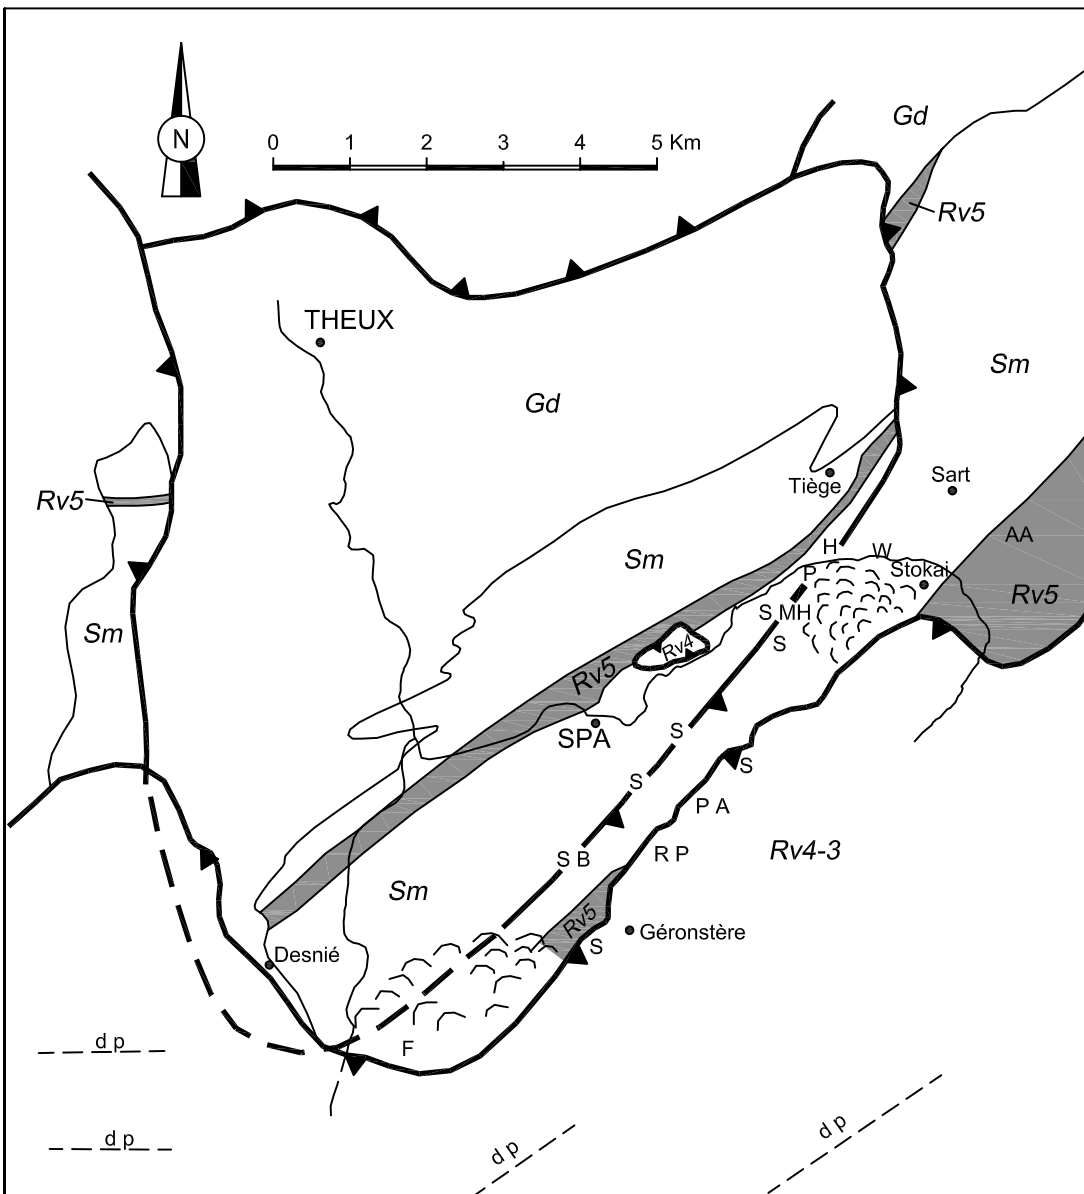 Gd
N
0 1 2 3 4 5 Km
Rv5
THEUX
Sm
Gd
Sart
Tiège
Rv5
AA
H
W
Sm
Stokai
P
Rv5
S MH
Sm
S
Rv4
Rv5
S
SPA
S
S
P A
R P
Rv4-3
S B
Sm
Rv5
Géronstère
S
Desnié
F
d p
d p
d p
d p